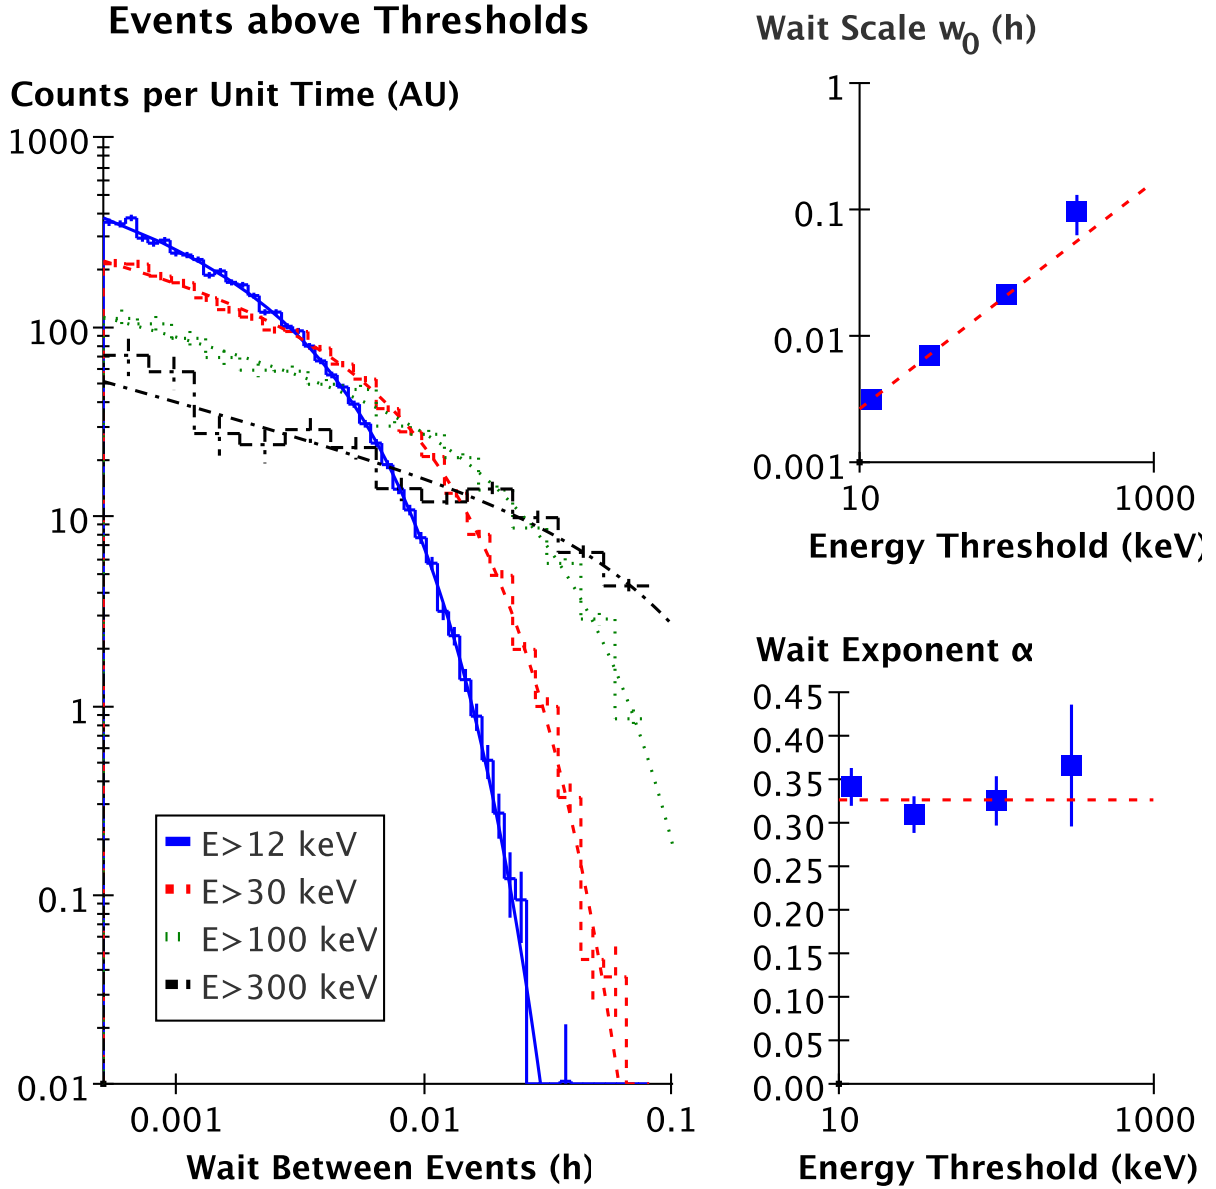 Events above Thresholds
Counts per Unit Time (AU)
1000
100
10
1
0.1
0.01
0.001
0.01
0.1
Wait Between Events (h)
E>12 keV
E>30 keV
E>100 keV
E>300 keV
Wait Scale w0 (h)
1
0.1
0.01
0.001
10
1000
Energy Threshold (keV)
Wait Exponent α
0.45
0.40
0.35
0.30
0.25
0.20
0.15
0.10
0.05
0.00
10
1000
Energy Threshold (keV)